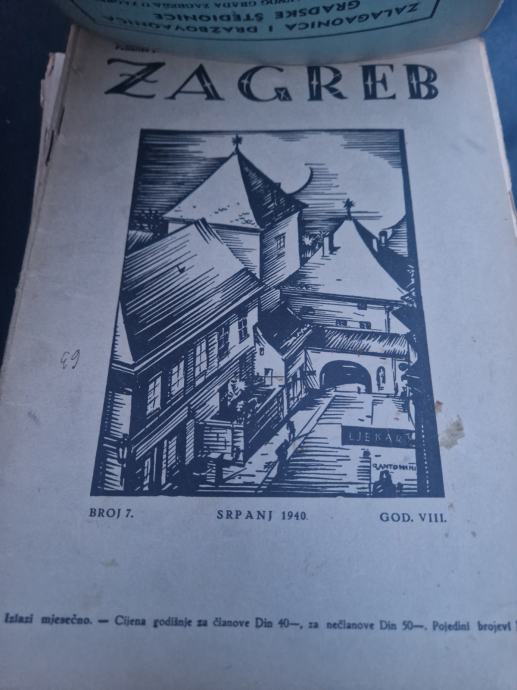 ZALAGAONICA I DRAŽBOVAONICA
GRADSKE ŠTEDIONICE
ZAGREB
LJEKAR
BROJ 7. SRPANJ 1940. GOD. VIII.
Izlazi mjesečno. — Cijena godišnje za članove Din 40—, za nečlanove Din 50—. Pojedini brojevi